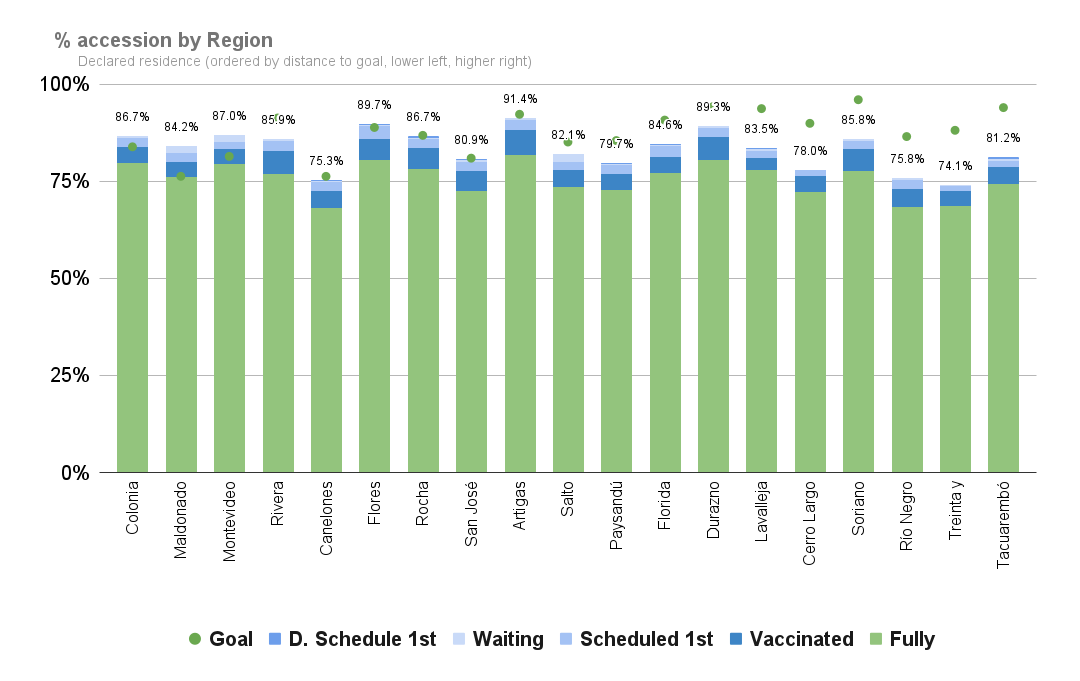 % accession by Region
Declared residence (ordered by distance to goal, lower left, higher right)
100%
75%
50%
25%
0%
86.7%
84.2%
87.0%
85.9%
75.3%
89.7%
86.7%
80.9%
91.4%
82.1%
79.7%
84.6%
89.3%
83.5%
78.0%
85.8%
75.8%
74.1%
81.2%
Colonia
Maldonado
Montevideo
Rivera
Canelones
Flores
Rocha
San José
Artigas
Salto
Paysandú
Florida
Durazno
Lavalleja
Cerro Largo
Soriano
Río Negro
Treinta y
Tacuarembó
Goal D. Schedule 1st Waiting Scheduled 1st Vaccinated Fully